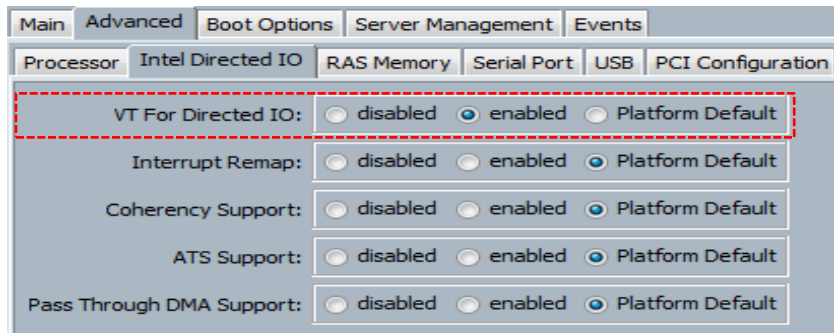 Main Advanced Boot Options Server Management Events
Processor Intel Directed IO RAS Memory Serial Port USB PCI Configuration
VT For Directed IO: disabled enabled Platform Default
Interrupt Remap: disabled enabled Platform Default
Coherency Support: disabled enabled Platform Default
ATS Support: disabled enabled Platform Default
Pass Through DMA Support: disabled enabled Platform Default